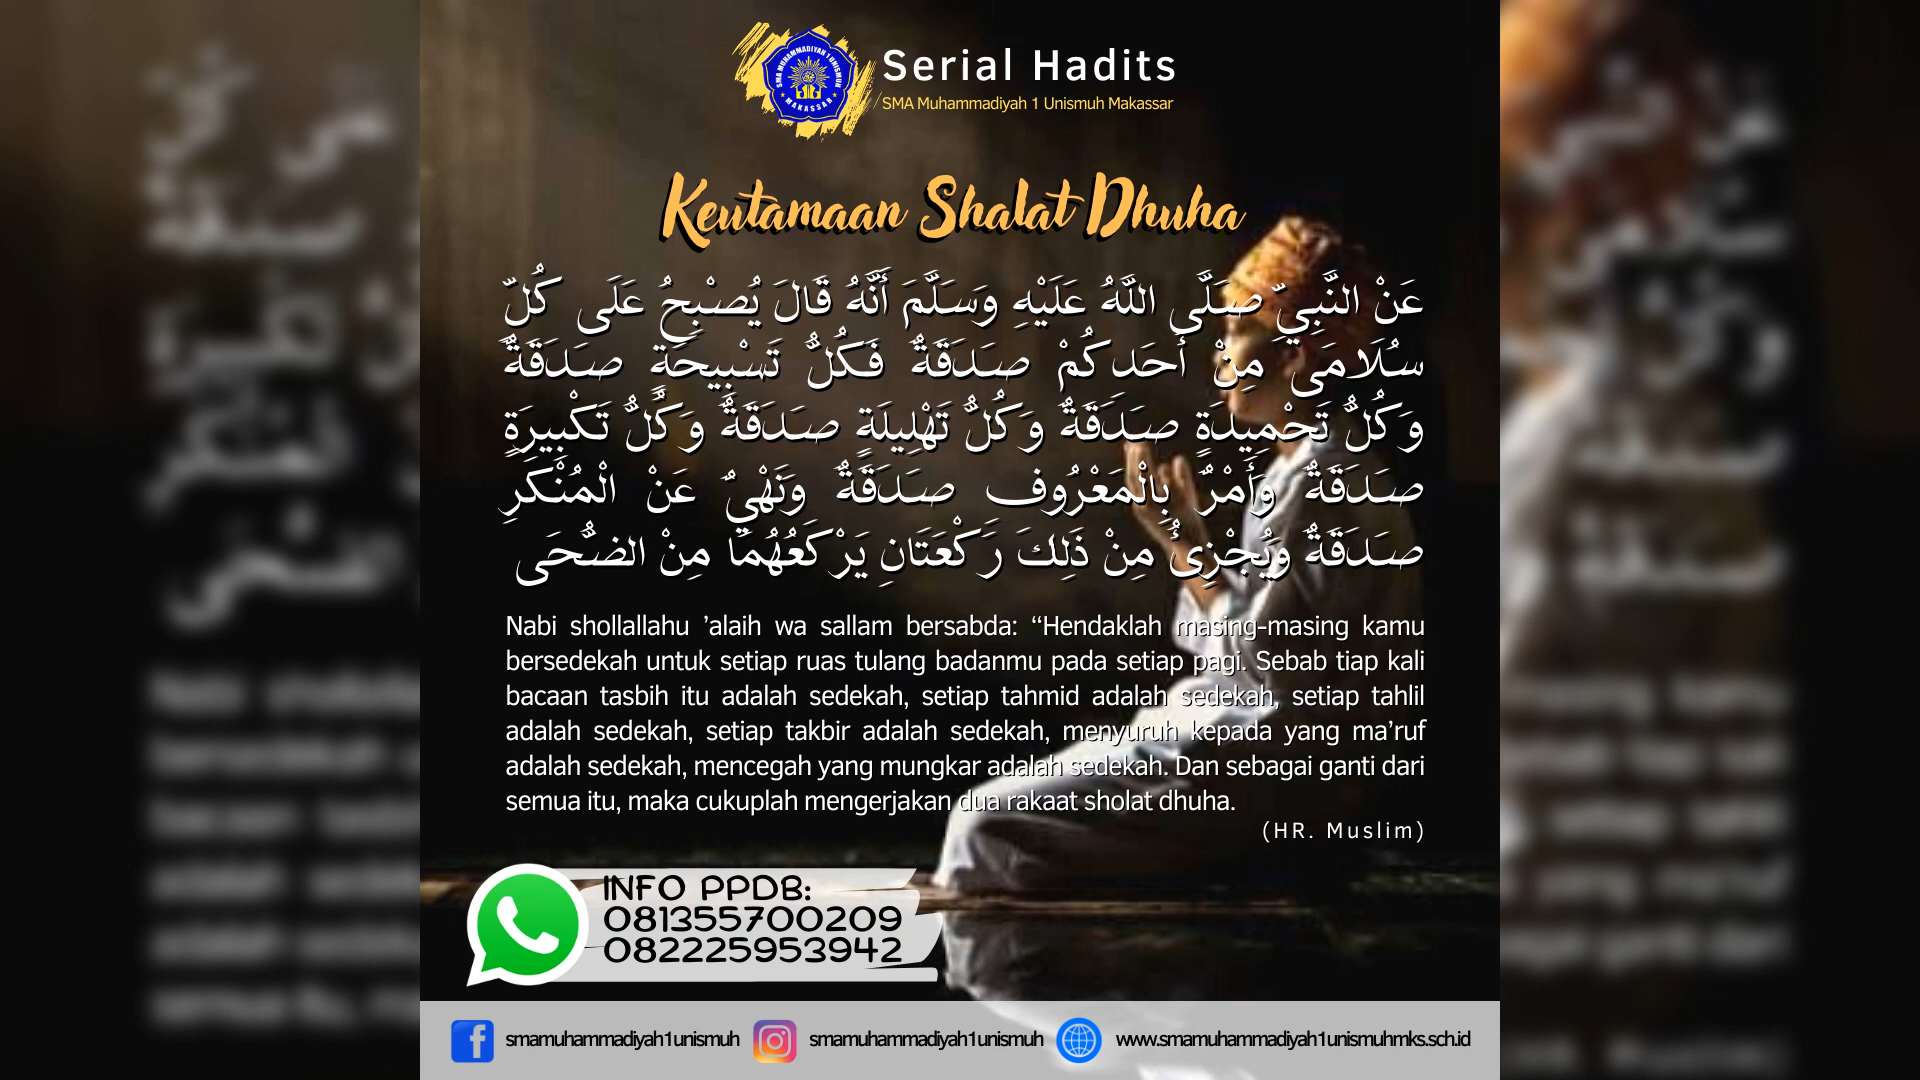 SMA MUHAMMADIYAH 1 UNISMUH
MAKASSAR
Serial Hadits
SMA Muhammadiyah 1 Unismuh Makassar
Keutamaan Shalat Dhuha
عَنْ النَّبِيِّ صَلَّى اللَّهُ عَلَيْهِ وَسَلَّمَ أَنَّهُ قَالَ يُصْبِحُ عَلَى كُلِّ
سُلَامَى مِنْ أَحَدِكُمْ صَدَقَةٌ فَكُلُّ تَسْبِيحَةٍ صَدَقَةٌ
وَكُلُّ تَحْمِيدَةٍ صَدَقَةٌ وَكُلُّ تَهْلِيلَةٍ صَدَقَةٌ وَكُلُّ تَكْبِيرَةٍ
صَدَقَةٌ وَأَمْرٌ بِالْمَعْرُوفِ صَدَقَةٌ وَنَهْيٌ عَنْ الْمُنْكَرِ
صَدَقَةٌ وَيُجْزِئُ مِنْ ذَلِكَ رَكْعَتَانِ يَرْكَعُهُمَا مِنْ الضُّحَى
Nabi shollallahu ’alaih wa sallam bersabda: “Hendaklah masing-masing kamu
bersedekah untuk setiap ruas tulang badanmu pada setiap pagi. Sebab tiap kali
bacaan tasbih itu adalah sedekah, setiap tahmid adalah sedekah, setiap tahlil
adalah sedekah, setiap takbir adalah sedekah, menyuruh kepada yang ma’ruf
adalah sedekah, mencegah yang mungkar adalah sedekah. Dan sebagai ganti dari
semua itu, maka cukuplah mengerjakan dua rakaat sholat dhuha.
(HR. Muslim)
INFO PPDB:
081355700209
082225953942
smamuhammadiyah1unismuh
smamuhammadiyah1unismuh
www.smamuhammadiyah1unismuhmks.sch.id